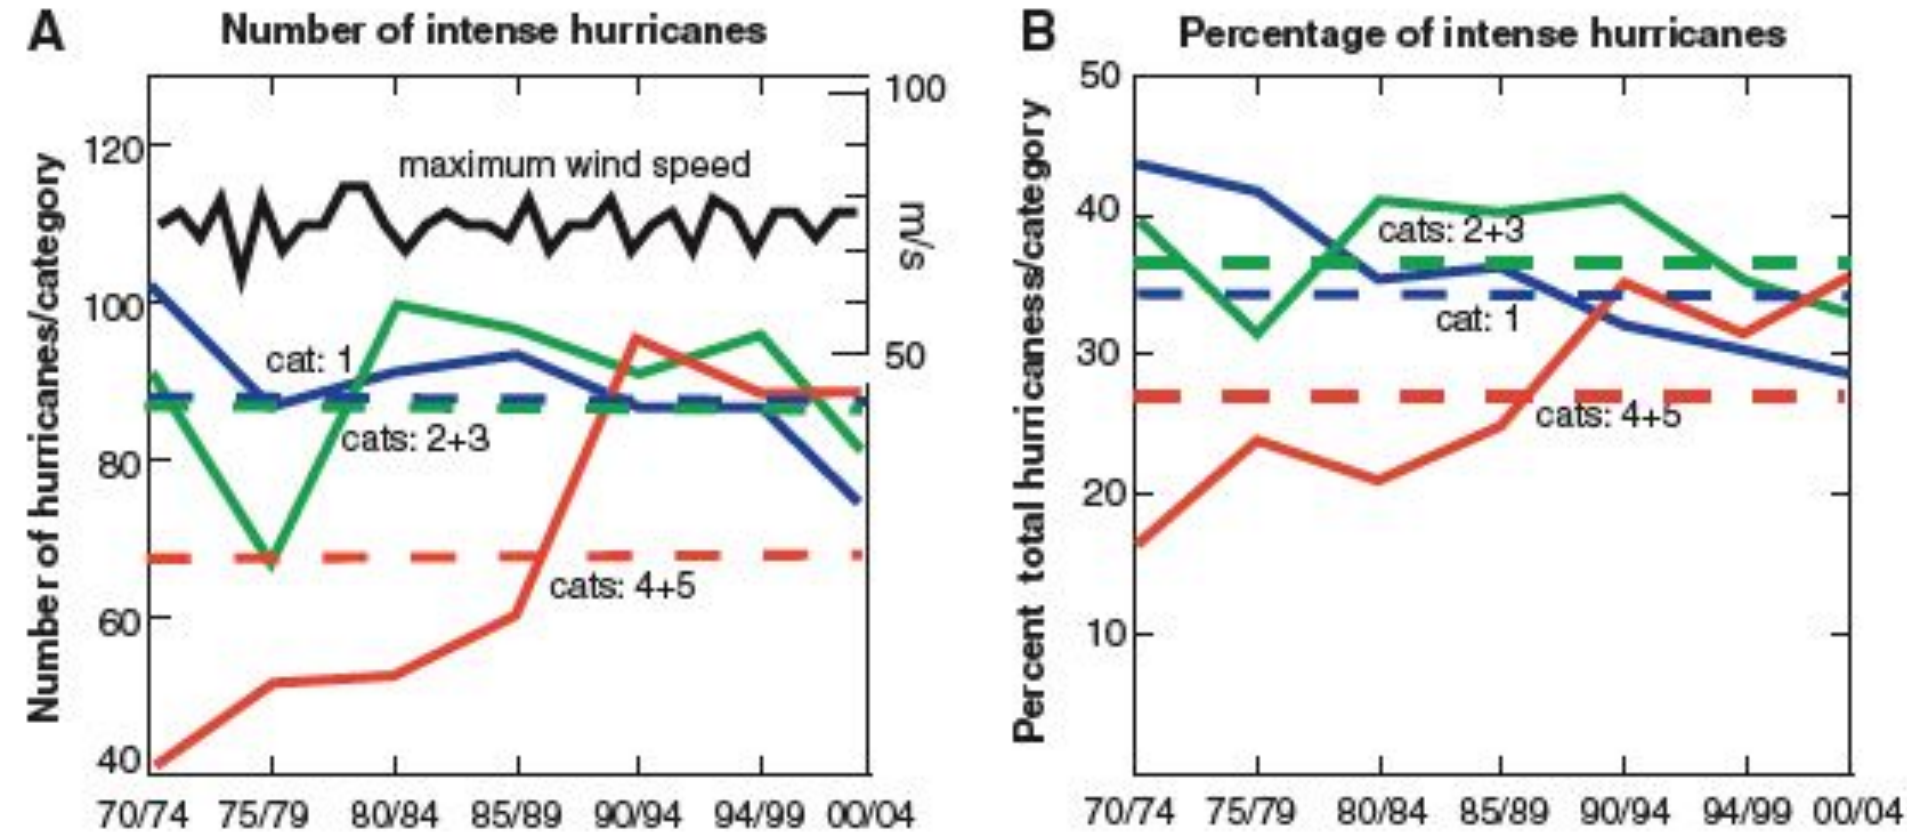 A
Number of intense hurricanes
Number of hurricanes/category
120
100
80
60
40
100
50
m/s
maximum wind speed
cat: 1
cats: 2+3
cats: 4+5
70/74 75/79 80/84 85/89 90/94 94/99 00/04
B
Percentage of intense hurricanes
Percent total hurricanes/category
50
40
30
20
10
cats: 2+3
cat: 1
cats: 4+5
70/74 75/79 80/84 85/89 90/94 94/99 00/04